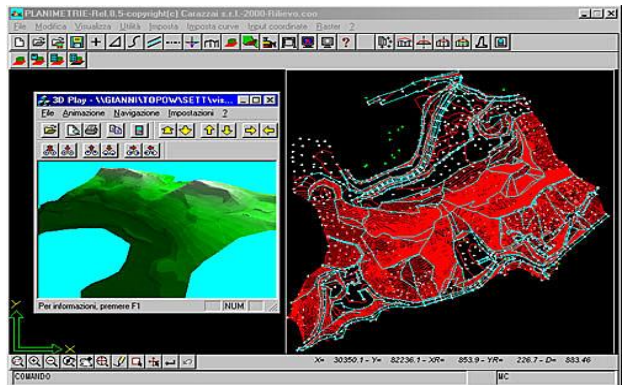 PLANIMETRIE-Rel.8.5-copyright(c) Carazzai s.r.l.-2000-Rilievo.coo
File Modifica Visualizza Utilità Imposta Imposta curve Input coordinate Raster ?
3D Play - \\GIANNI\TOPOW\SETT\vis...
File Animazione Navigazione Impostazioni ?
Per informazioni, premere F1 NUM
Y
X
X= 30350.1 - Y= 82236.1 - XR= 853.9 - YR= 226.7 - D= 883.46
COMANDO MC